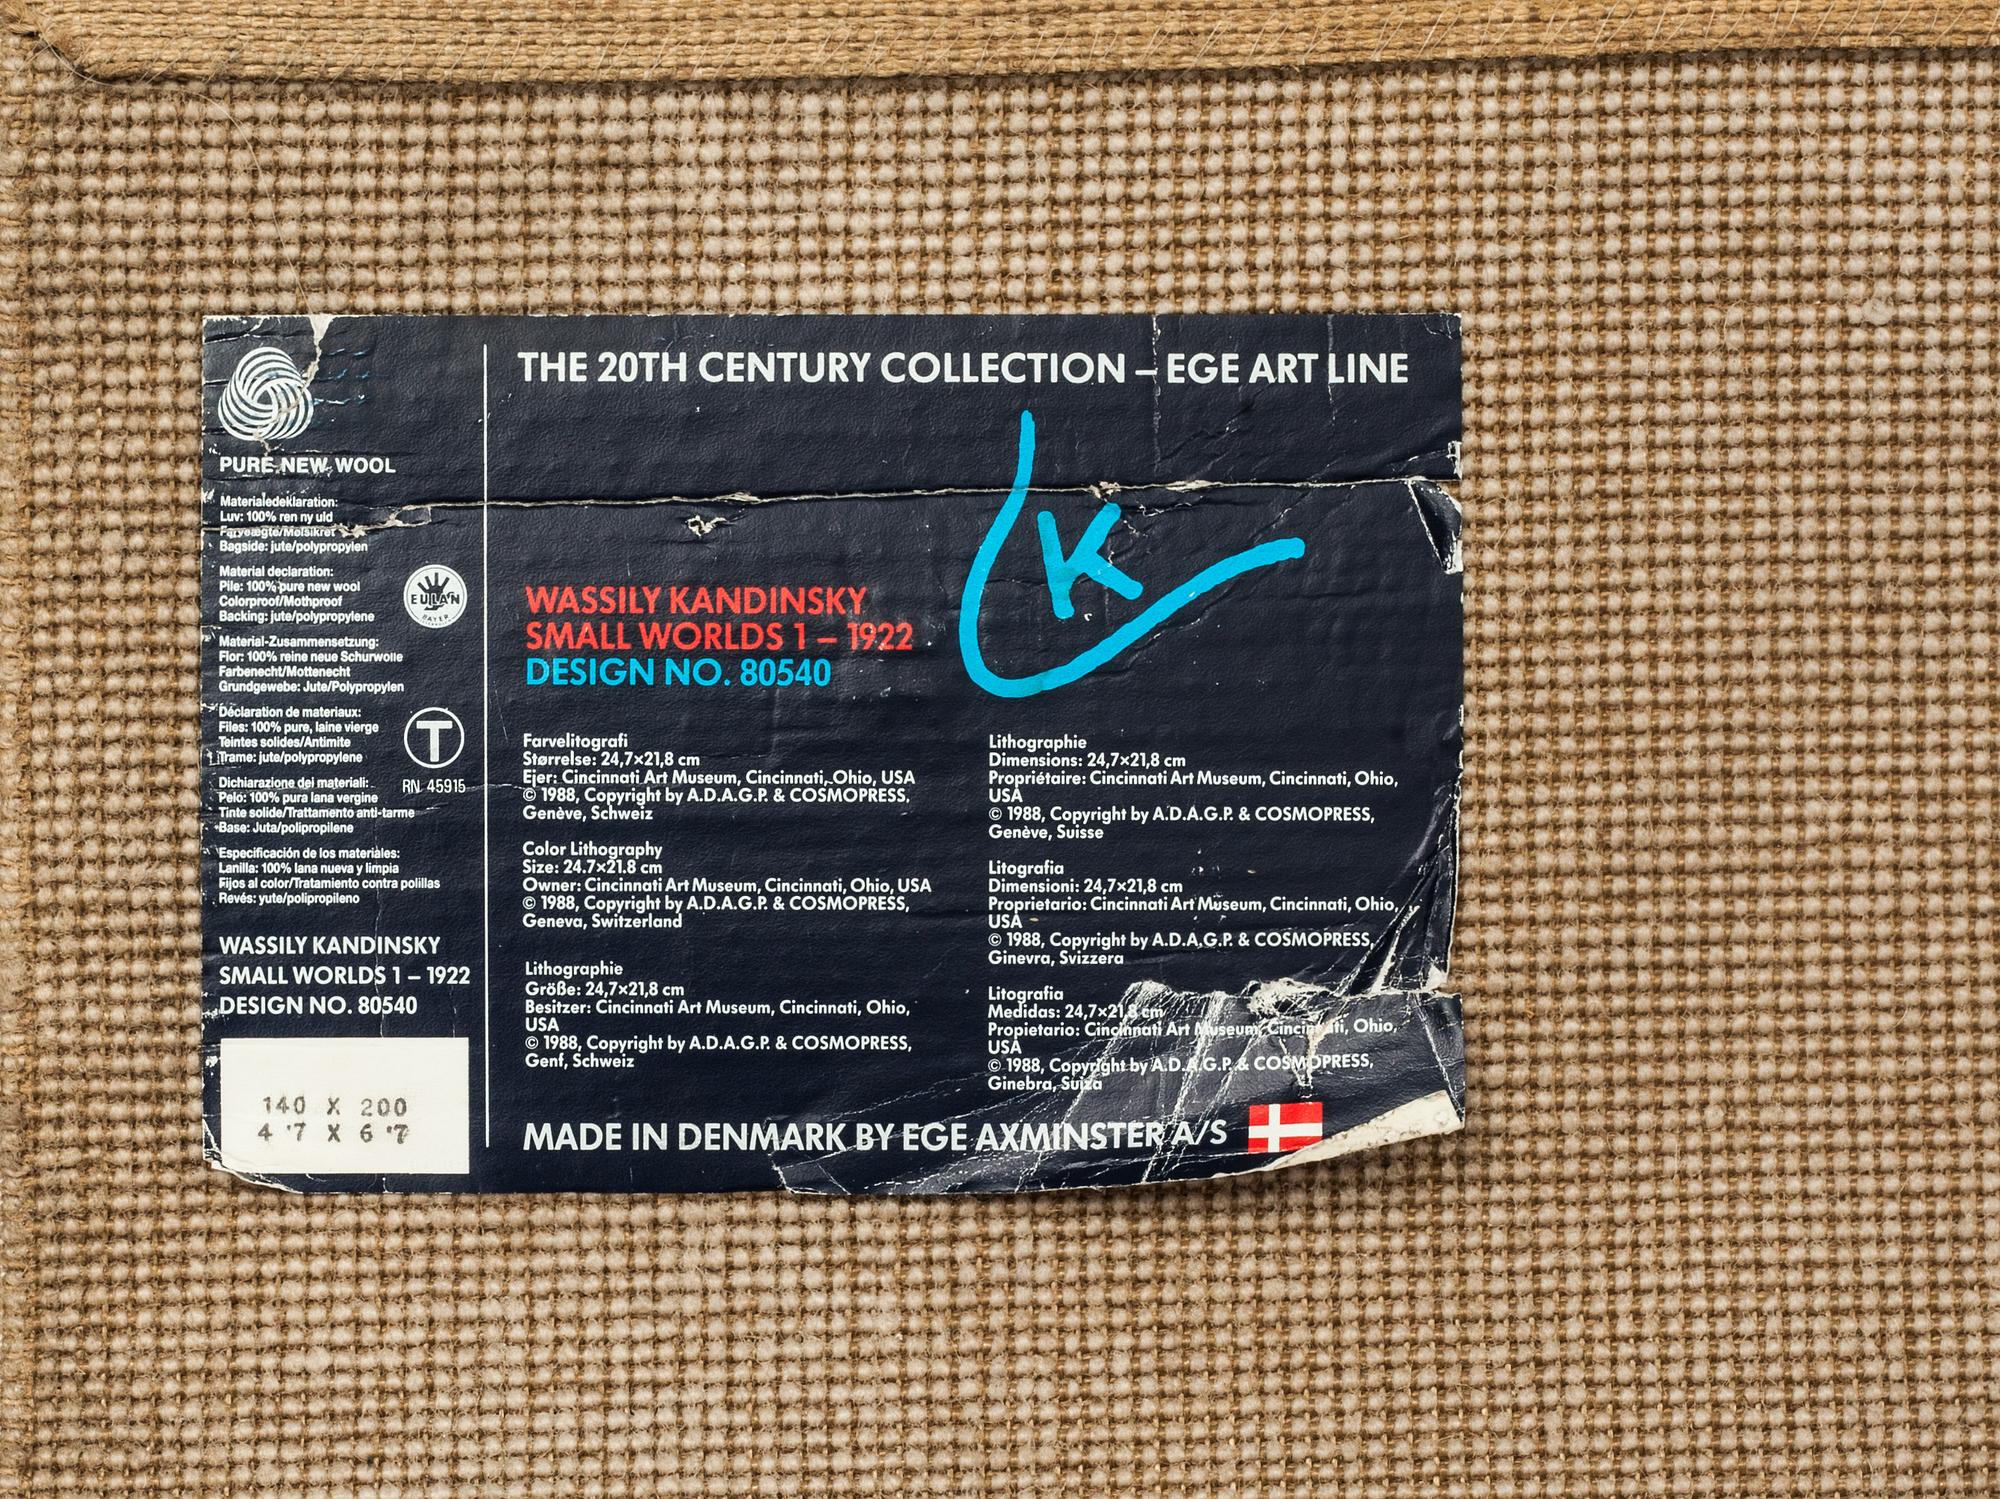 PURE NEW WOOL
Materialedeklaration:
Luv: 100% ren ny uld
Farveægte/Mølsikret
Bagside: jute/polypropylen
Material declaration:
Pile: 100% pure new wool
Colorproof/Mothproof
Backing: jute/polypropylene
EULAN
BAYER
Material-Zusammensetzung:
Flor: 100% reine neue Schurwolle
Farbenecht/Mottenecht
Grundgewebe: Jute/Polypropylen
Déclaration de materiaux:
Files: 100% pure, laine vierge
Teintes solides/Antimite
Trame: jute/polypropylene
T
RN 45915
Dichiarazione dei materiali:
Pelo: 100% pura lana vergine
Tinte solide/Trattamento anti-tarme
Base: Juta/polipropilene
Especificación de los materiales:
Lanilla: 100% lana nueva y limpia
Fijos al color/Tratamiento contra polillas
Revés: yute/polipropileno
WASSILY KANDINSKY
SMALL WORLDS 1 – 1922
DESIGN NO. 80540
140 X 200
4'7 X 6'7
THE 20TH CENTURY COLLECTION – EGE ART LINE
K
WASSILY KANDINSKY
SMALL WORLDS 1 – 1922
DESIGN NO. 80540
Farvelitografi
Størrelse: 24,7×21,8 cm
Ejer: Cincinnati Art Museum, Cincinnati, Ohio, USA
© 1988, Copyright by A.D.A.G.P. & COSMOPRESS,
Genève, Schweiz
Color Lithography
Size: 24.7×21.8 cm
Owner: Cincinnati Art Museum, Cincinnati, Ohio, USA
© 1988, Copyright by A.D.A.G.P. & COSMOPRESS,
Geneva, Switzerland
Lithographie
Größe: 24,7×21,8 cm
Besitzer: Cincinnati Art Museum, Cincinnati, Ohio,
USA
© 1988, Copyright by A.D.A.G.P. & COSMOPRESS,
Genf, Schweiz
Lithographie
Dimensions: 24,7×21,8 cm
Propriétaire: Cincinnati Art Museum, Cincinnati, Ohio,
USA
© 1988, Copyright by A.D.A.G.P. & COSMOPRESS,
Genève, Suisse
Litografia
Dimensioni: 24,7×21,8 cm
Proprietario: Cincinnati Art Museum, Cincinnati, Ohio,
USA
© 1988, Copyright by A.D.A.G.P. & COSMOPRESS,
Ginevra, Svizzera
Litografia
Medidas: 24,7×21,8 cm
Propietario: Cincinnati Art Museum, Cincinnati, Ohio,
USA
© 1988, Copyright by A.D.A.G.P. & COSMOPRESS,
Ginebra, Suiza
MADE IN DENMARK BY EGE AXMINSTER A/S